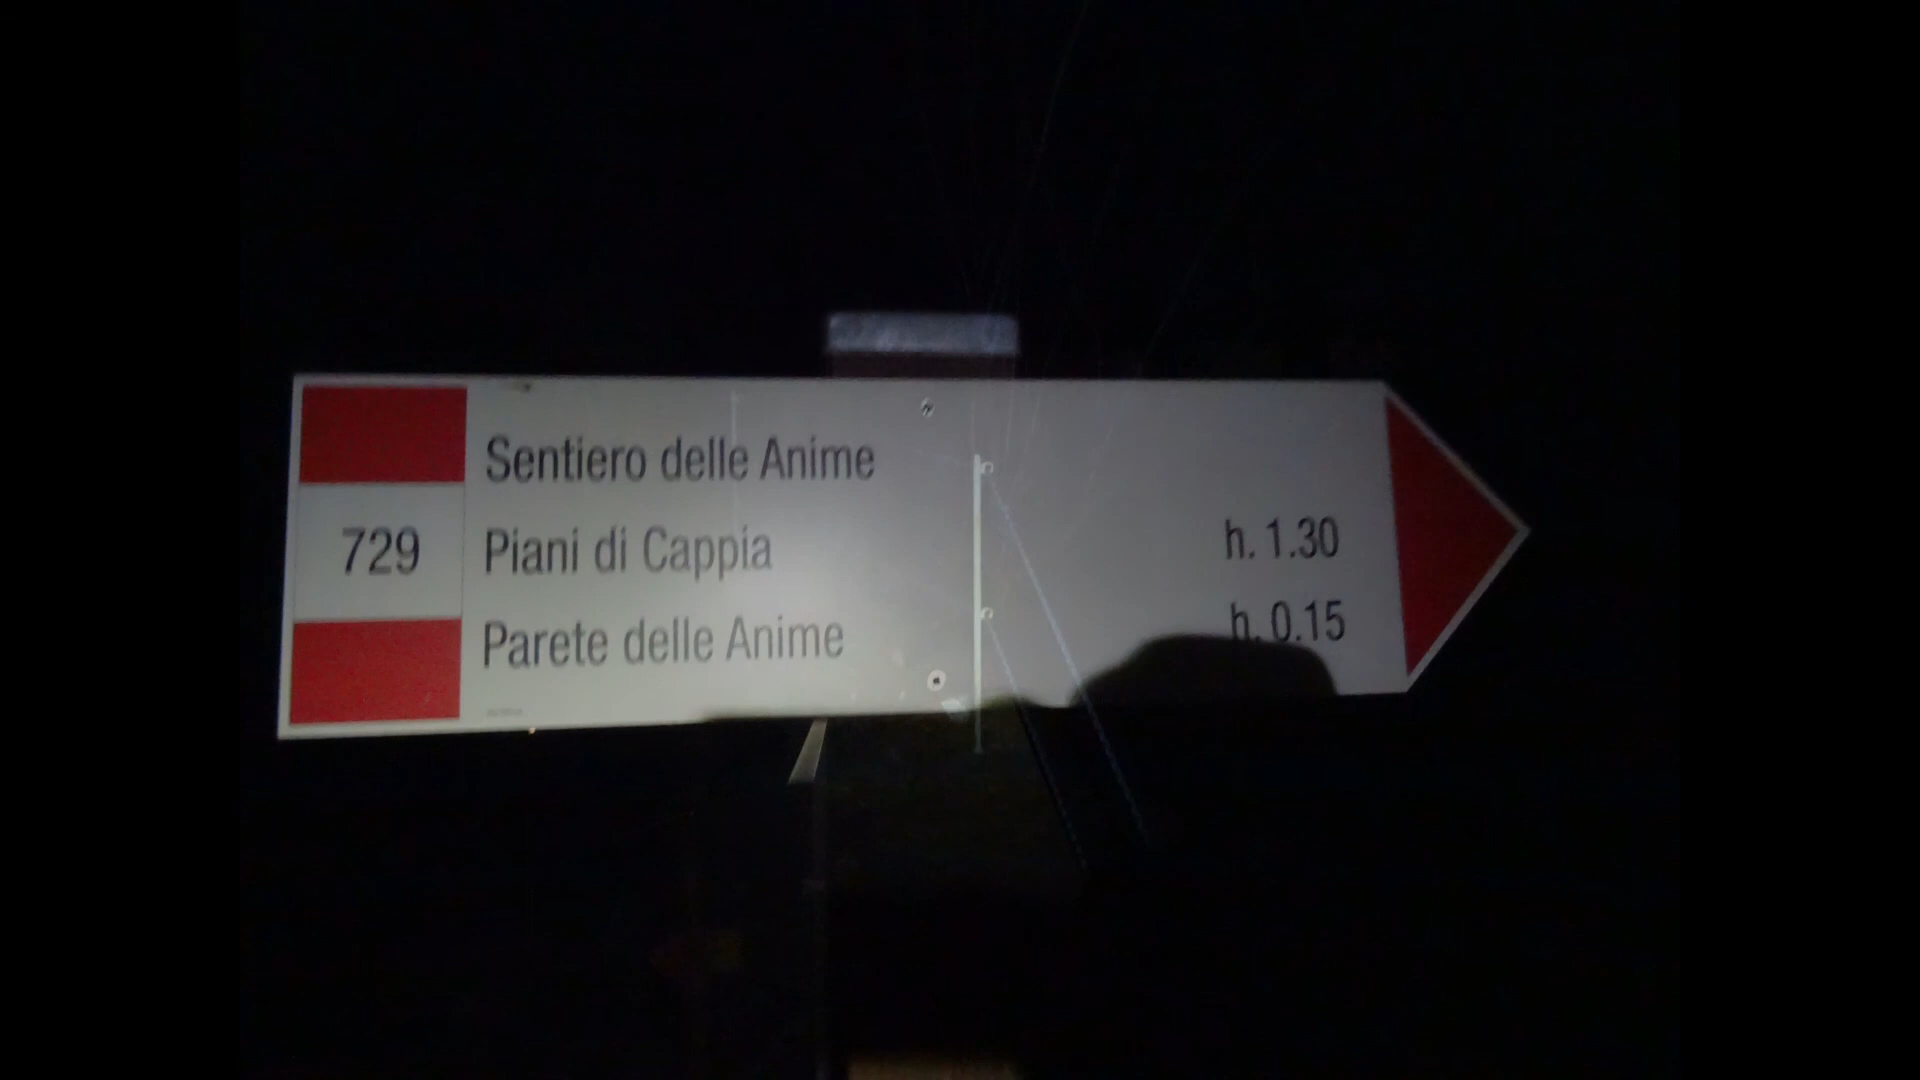 Sentiero delle Anime
729
Piani di Cappia h. 1.30
Parete delle Anime h. 0.15